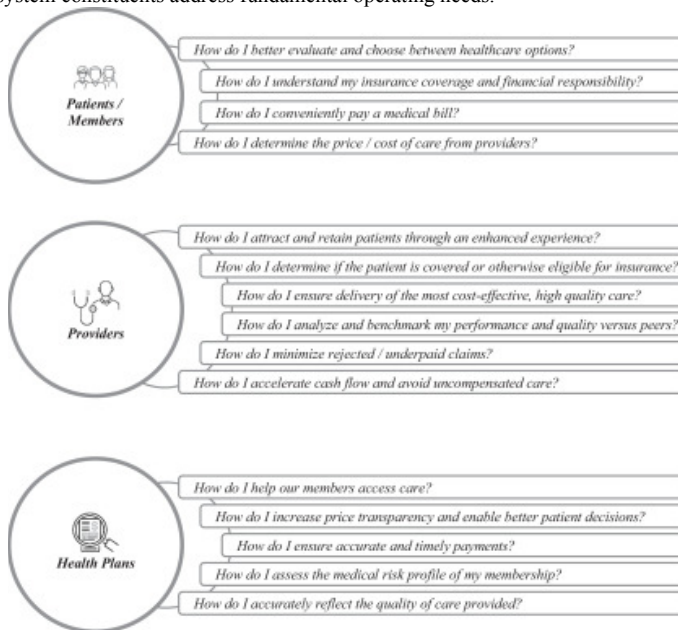 system constituents address fundamental operating needs.
How do I better evaluate and choose between healthcare options?
How do I understand my insurance coverage and financial responsibility?
Patients /
Members
How do I conveniently pay a medical bill?
How do I determine the price / cost of care from providers?
How do I attract and retain patients through an enhanced experience?
How do I determine if the patient is covered or otherwise eligible for insurance?
How do I ensure delivery of the most cost-effective, high quality care?
How do I analyze and benchmark my performance and quality versus peers?
Providers
How do I minimize rejected / underpaid claims?
How do I accelerate cash flow and avoid uncompensated care?
How do I help our members access care?
How do I increase price transparency and enable better patient decisions?
How do I ensure accurate and timely payments?
Health Plans
How do I assess the medical risk profile of my membership?
How do I accurately reflect the quality of care provided?